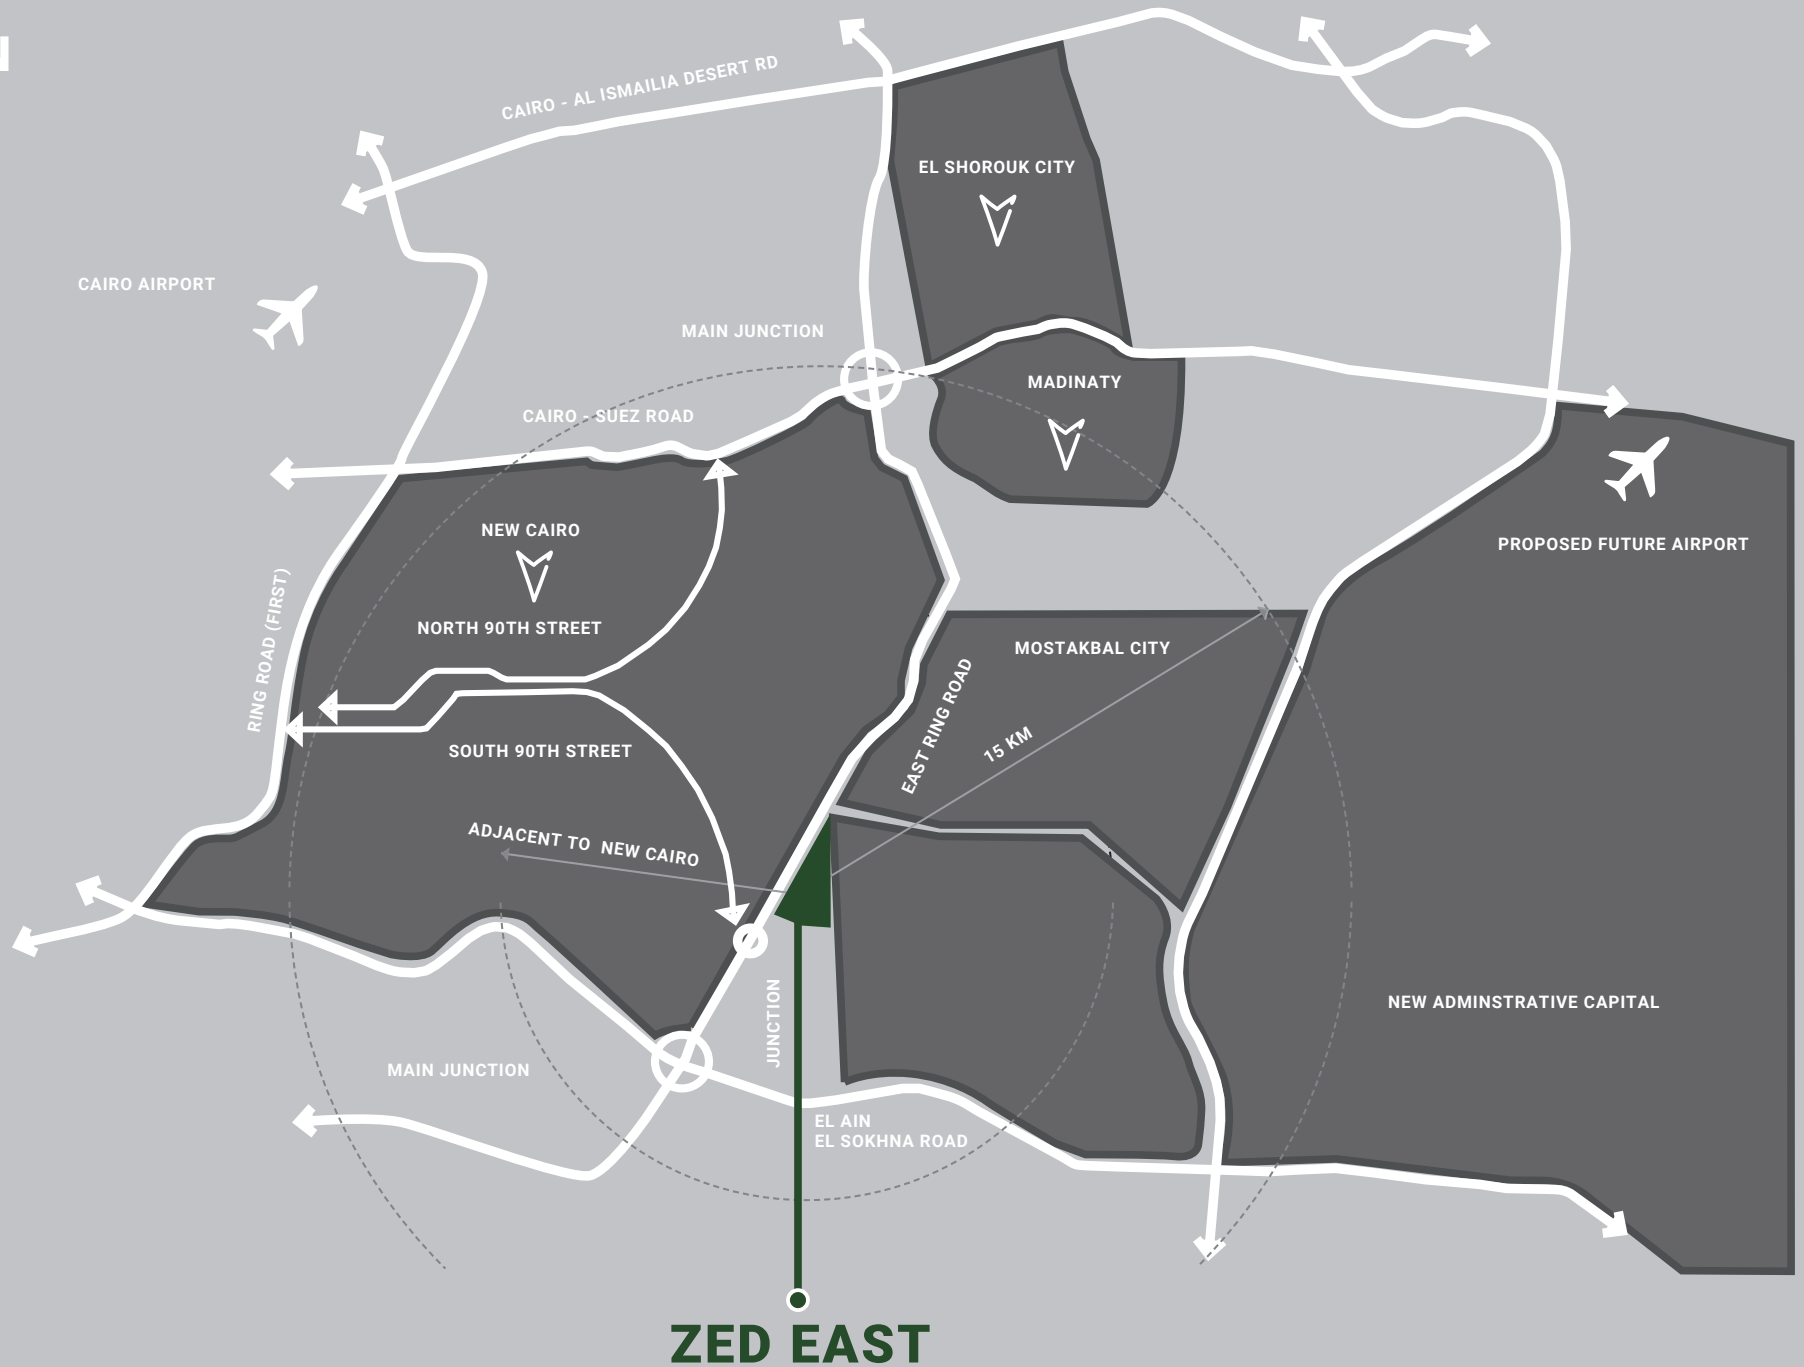 N
CAIRO - AL ISMAILIA DESERT RD
EL SHOROUK CITY
CAIRO AIRPORT
MAIN JUNCTION
MADINATY
CAIRO - SUEZ ROAD
NEW CAIRO
PROPOSED FUTURE AIRPORT
NORTH 90TH STREET
RING ROAD (FIRST)
MOSTAKBAL CITY
EAST RING ROAD
15 KM
SOUTH 90TH STREET
ADJACENT TO NEW CAIRO
NEW ADMINSTRATIVE CAPITAL
JUNCTION
MAIN JUNCTION
EL AIN
EL SOKHNA ROAD
ZED EAST